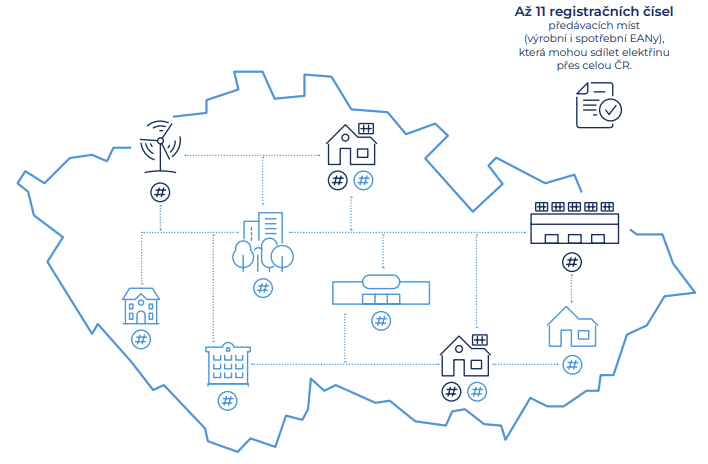 Až 11 registračních čísel
předávacích míst
(výrobní i spotřební EANy),
která mohou sdílet elektřinu
přes celou ČR.
#
# #
#
#
#
#
#
#
# #
#